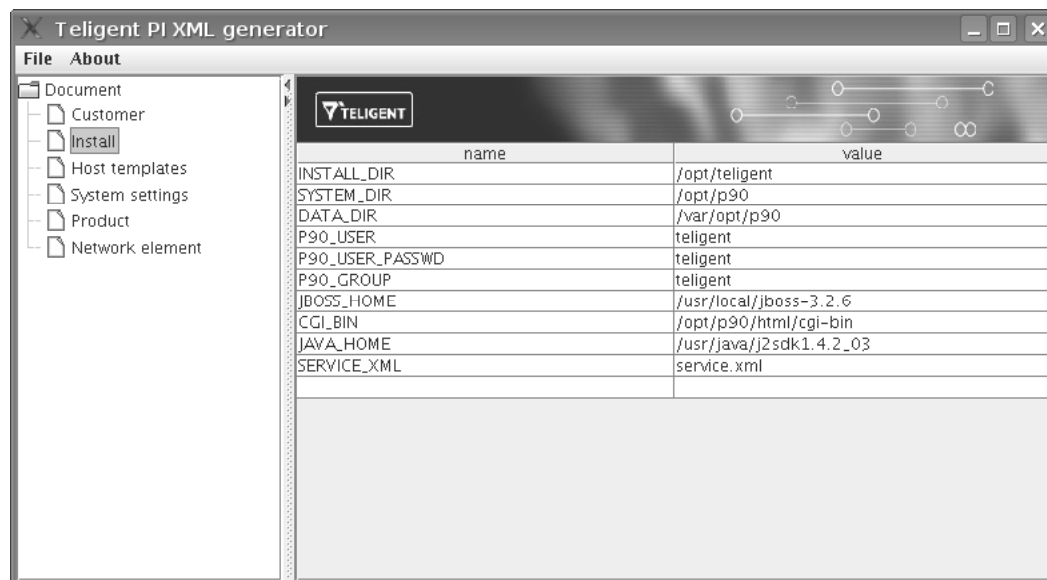 Teligent PI XML generator
File About
Document
Customer
Install
Host templates
System settings
Product
Network element
TELIGENT
name value
INSTALL_DIR /opt/teligent
SYSTEM_DIR /opt/p90
DATA_DIR /var/opt/p90
P90_USER teligent
P90_USER_PASSWD teligent
P90_GROUP teligent
JBOSS_HOME /usr/local/jboss-3.2.6
CGI_BIN /opt/p90/html/cgi-bin
JAVA_HOME /usr/java/j2sdk1.4.2_03
SERVICE_XML service.xml